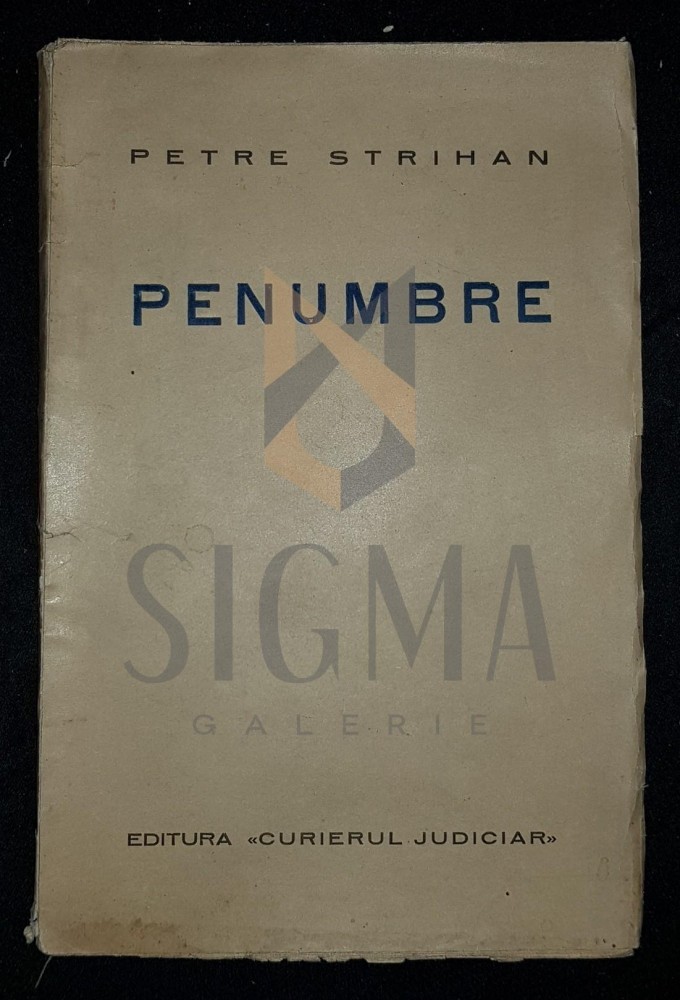 PETRE STRIHAN
PENUMBRE
SIGMA
GALERIE
EDITURA «CURIERUL JUDICIAR»